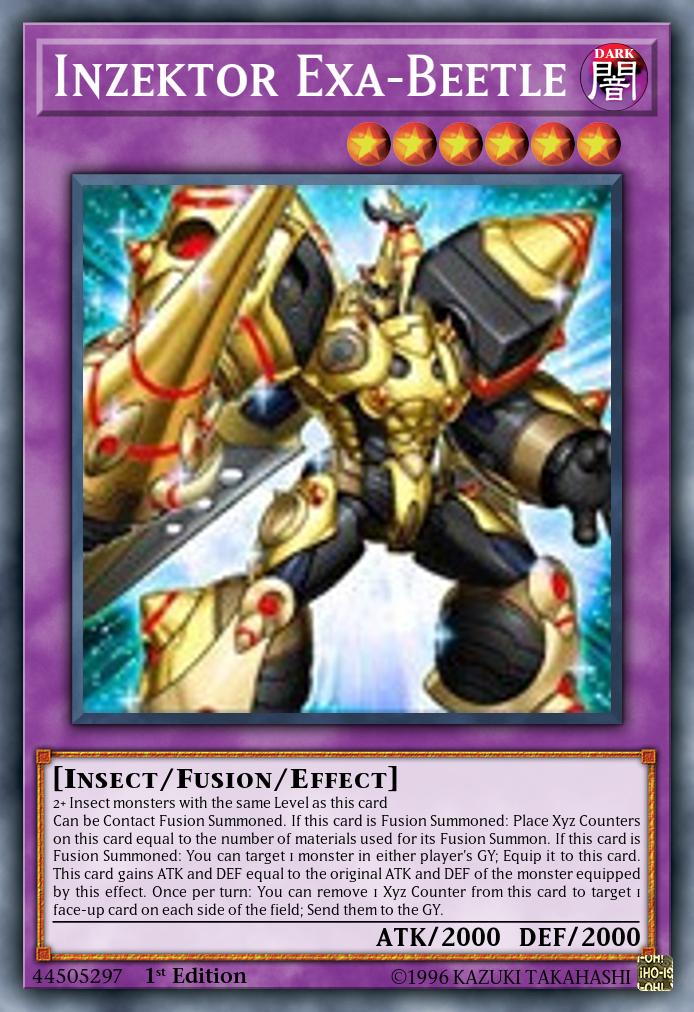 Inzektor Exa-Beetle
DARK
闇
[Insect/Fusion/Effect]
2+ Insect monsters with the same Level as this card
Can be Contact Fusion Summoned. If this card is Fusion Summoned: Place Xyz Counters
on this card equal to the number of materials used for its Fusion Summon. If this card is
Fusion Summoned: You can target 1 monster in either player's GY; Equip it to this card.
This card gains ATK and DEF equal to the original ATK and DEF of the monster equipped
by this effect. Once per turn: You can remove 1 Xyz Counter from this card to target 1
face-up card on each side of the field; Send them to the GY.
ATK/2000 DEF/2000
44505297 1st Edition ©1996 KAZUKI TAKAHASHI